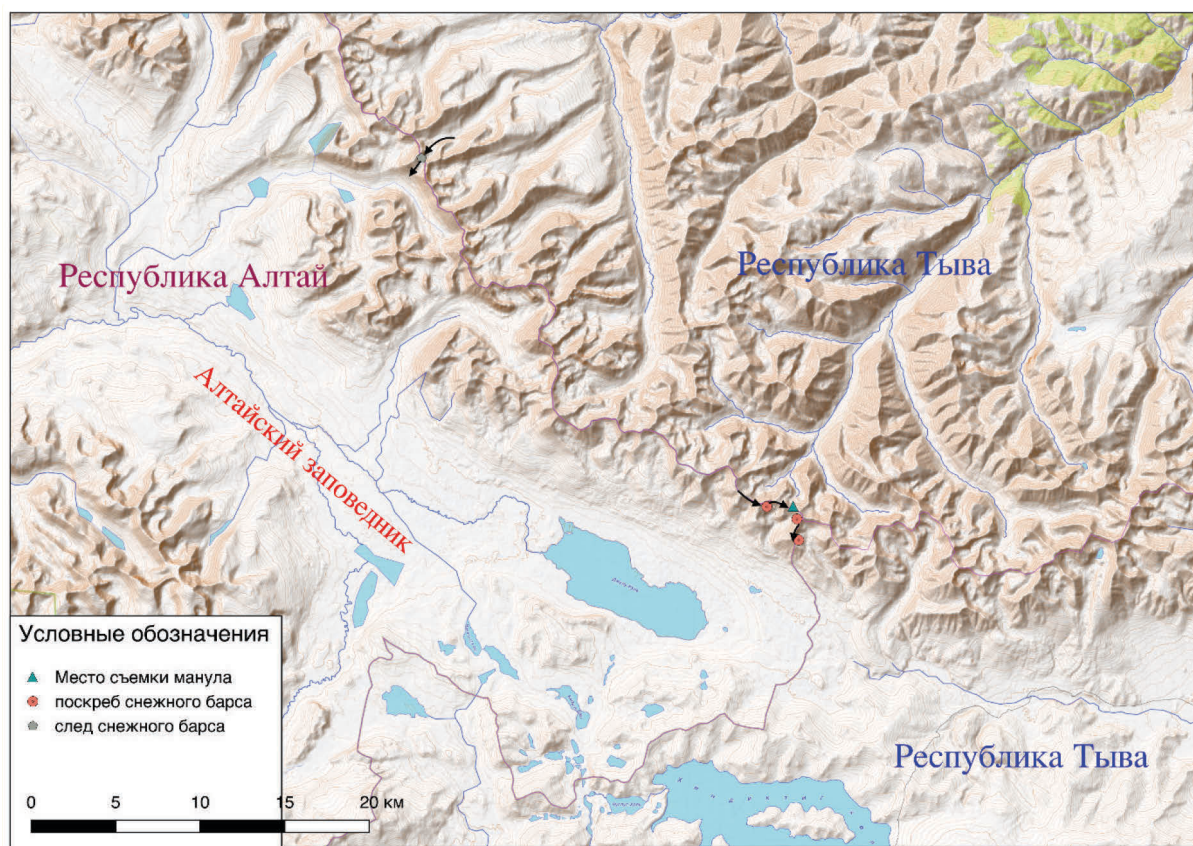 Республика Алтай
Республика Тыва
Алтайский заповедник
Республика Тыва
Условные обозначения
Место съемки манула
поскреб снежного барса
след снежного барса
0 5 10 15 20 км